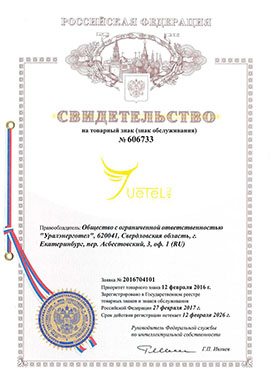 РОССИЙСКАЯ ФЕДЕРАЦИЯ
СВИДЕТЕЛЬСТВО
на товарный знак (знак обслуживания)
№ 606733
Правообладатель: Общество с ограниченной ответственностью
"Уралэнерготел", 620041, Свердловская область, г.
Екатеринбург, пер. Асбестовский, 3, оф. 1 (RU)
Заявка № 2016704101
Приоритет товарного знака 12 февраля 2016 г.
Зарегистрировано в Государственном реестре
товарных знаков и знаков обслуживания
Российской Федерации 27 февраля 2017 г.
Срок действия регистрации истекает 12 февраля 2026 г.
Руководитель Федеральной службы
по интеллектуальной собственности
Г.П. Ивлиев